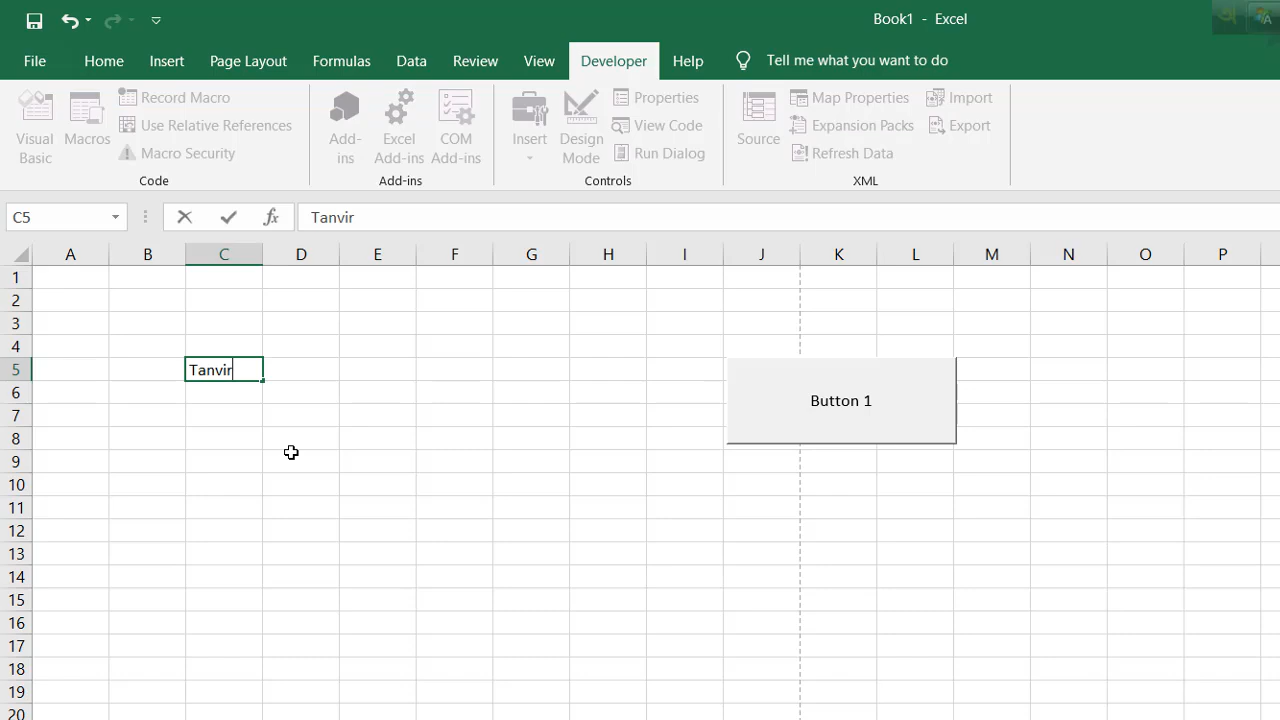 Book1 - Excel
File Home Insert Page Layout Formulas Data Review View Developer Help Tell me what you want to do
Visual Basic
Macros
Record Macro
Use Relative References
Macro Security
Code
Add-ins
Excel Add-ins
COM Add-ins
Add-ins
Insert
Design Mode
Properties
View Code
Run Dialog
Controls
Source
Map Properties
Expansion Packs
Refresh Data
Import
Export
XML
C5 fx Tanvir
A B C D E F G H I J K L M N O P
1
2
3
4
5 Tanvir
6
7 Button 1
8
9
10
11
12
13
14
15
16
17
18
19
20